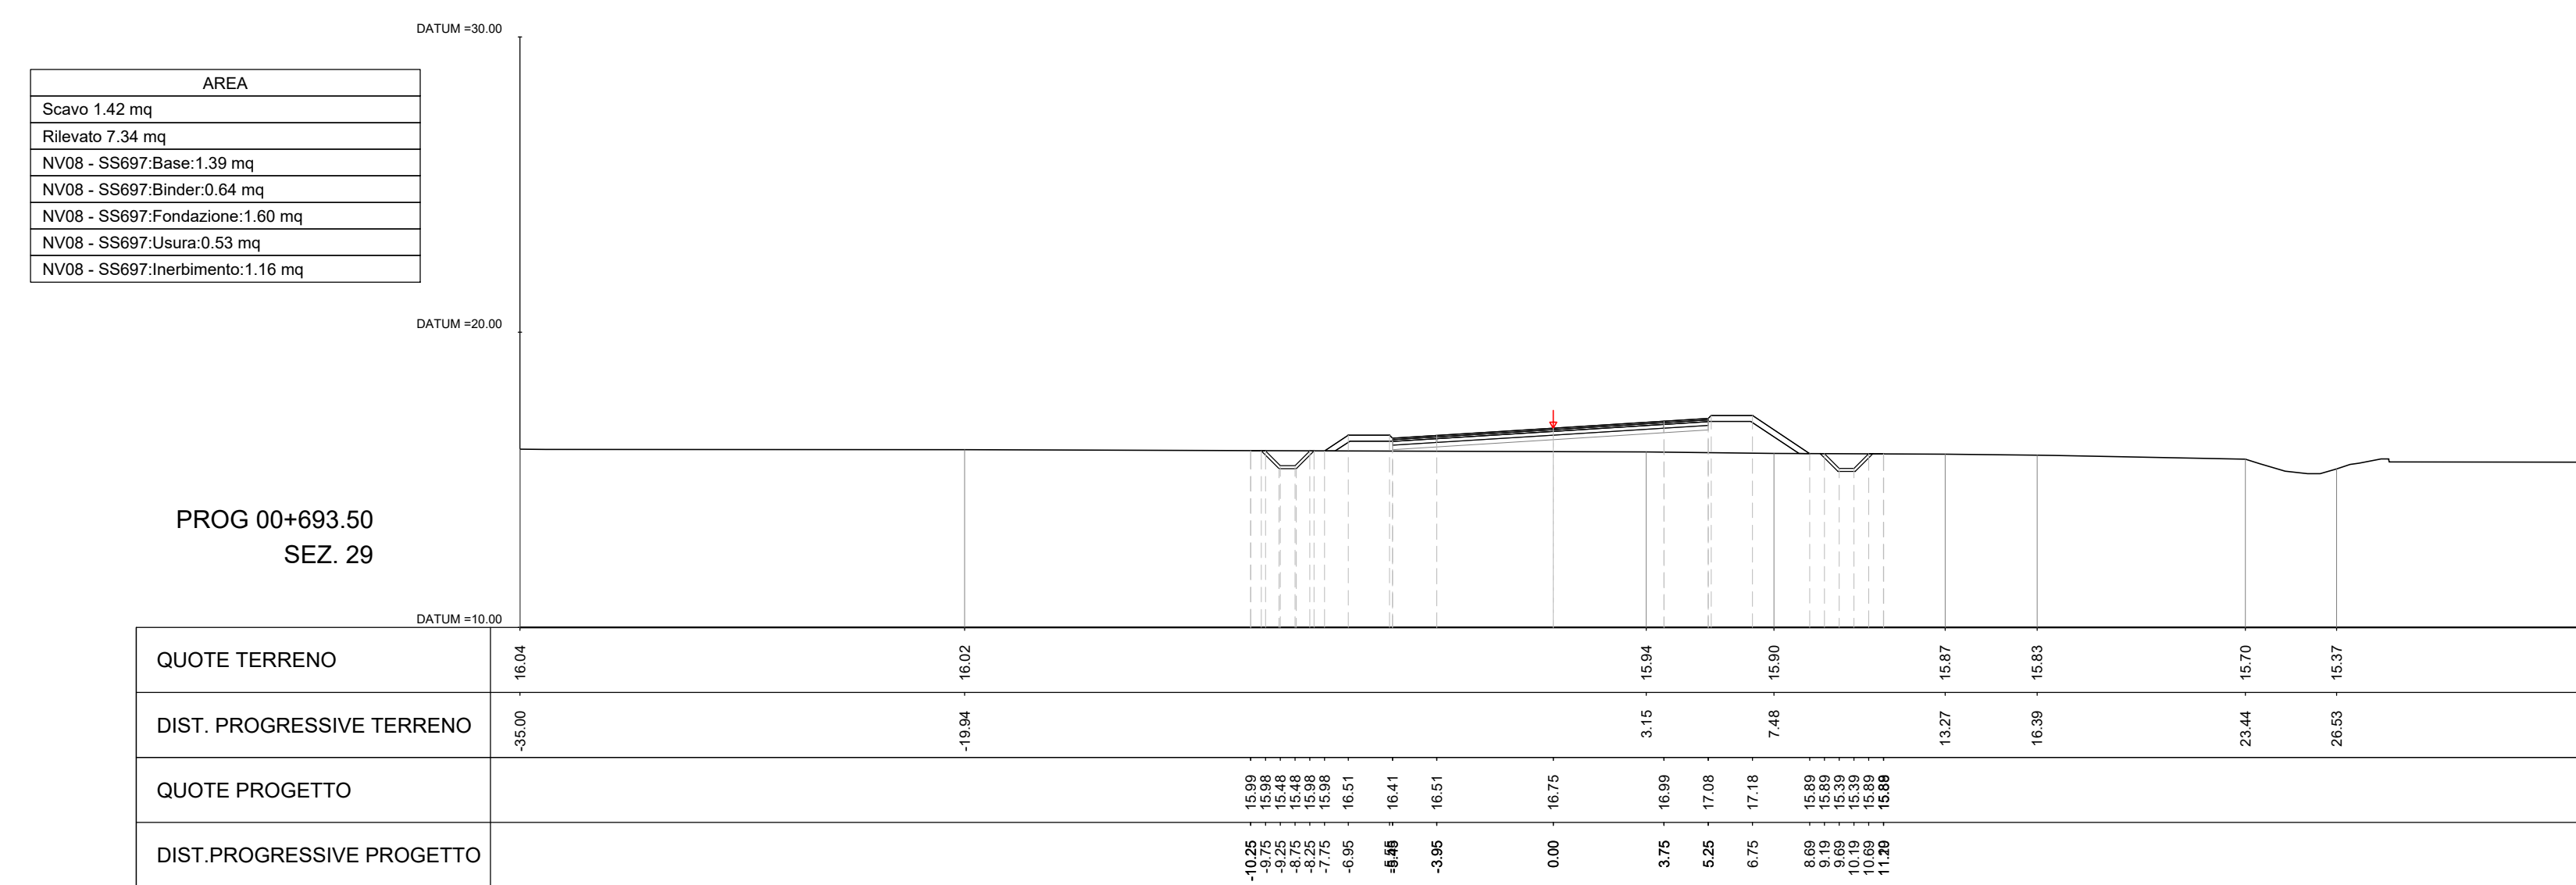 DATUM =30.00
AREA
Scavo 1.42 mq
Rilevato 7.34 mq
NV08 - SS697:Base:1.39 mq
NV08 - SS697:Binder:0.64 mq
NV08 - SS697:Fondazione:1.60 mq
NV08 - SS697:Usura:0.53 mq
NV08 - SS697:Inerbimento:1.16 mq
DATUM =20.00
PROG 00+693.50
SEZ. 29
DATUM =10.00
QUOTE TERRENO 16.04 16.02 15.94 15.90 15.87 15.83 15.70 15.37
DIST. PROGRESSIVE TERRENO -35.00 -19.94 3.15 7.48 13.27 16.39 23.44 26.53
QUOTE PROGETTO 15.99 15.98 15.48 15.48 15.98 15.98 16.51 16.41 16.51 16.75 16.99 17.08 17.18 15.89 15.89 15.39 15.39 15.89
DIST.PROGRESSIVE PROGETTO -10.25 -9.75 -9.25 -8.75 -8.25 -7.75 -6.95 -3.95 0.00 3.75 5.25 6.75 8.69 9.19 9.69 10.19 10.69